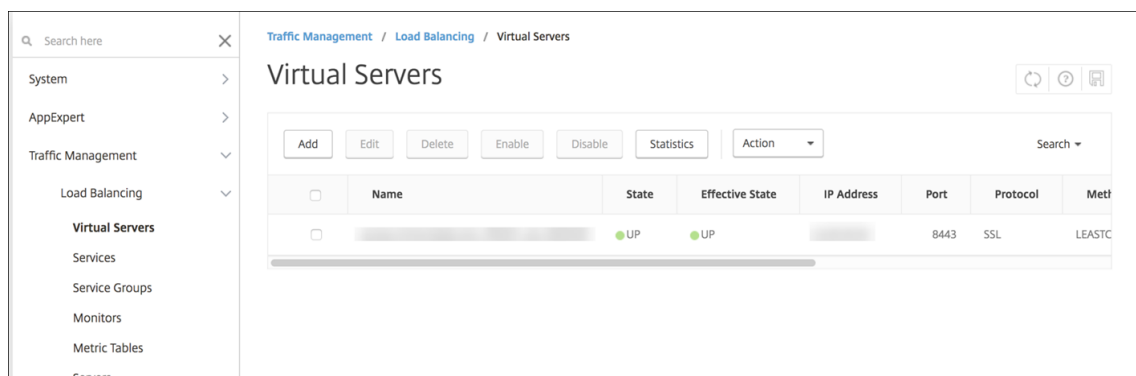 Search here
System
AppExpert
Traffic Management
Load Balancing
Virtual Servers
Services
Service Groups
Monitors
Metric Tables
Traffic Management / Load Balancing / Virtual Servers
Virtual Servers
Add Edit Delete Enable Disable Statistics Action Search
Name State Effective State IP Address Port Protocol Meth
UP UP 8443 SSL LEASTC